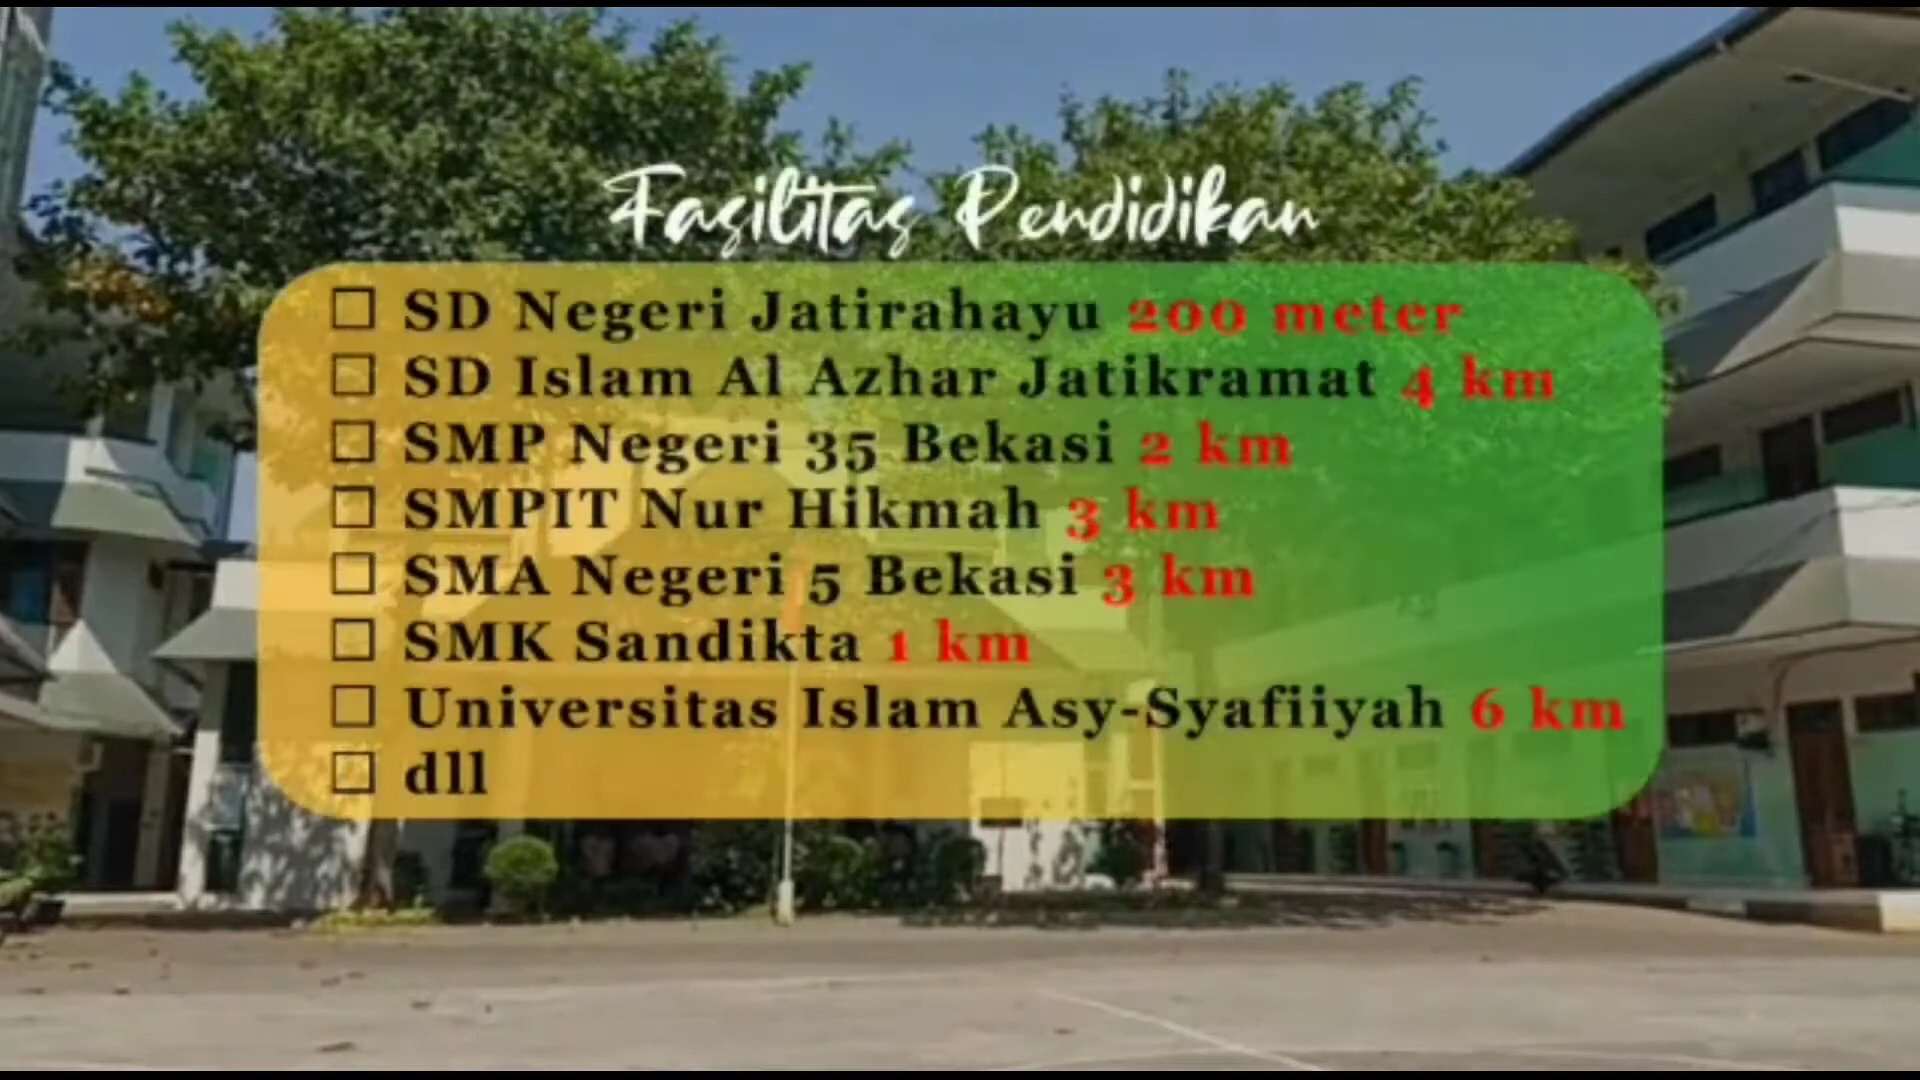 Fasilitas Pendidikan
☐ SD Negeri Jatirahayu 200 meter
☐ SD Islam Al Azhar Jatikramat 4 km
☐ SMP Negeri 35 Bekasi 2 km
☐ SMPIT Nur Hikmah 3 km
☐ SMA Negeri 5 Bekasi 3 km
☐ SMK Sandikta 1 km
☐ Universitas Islam Asy-Syafiiyah 6 km
☐ dll